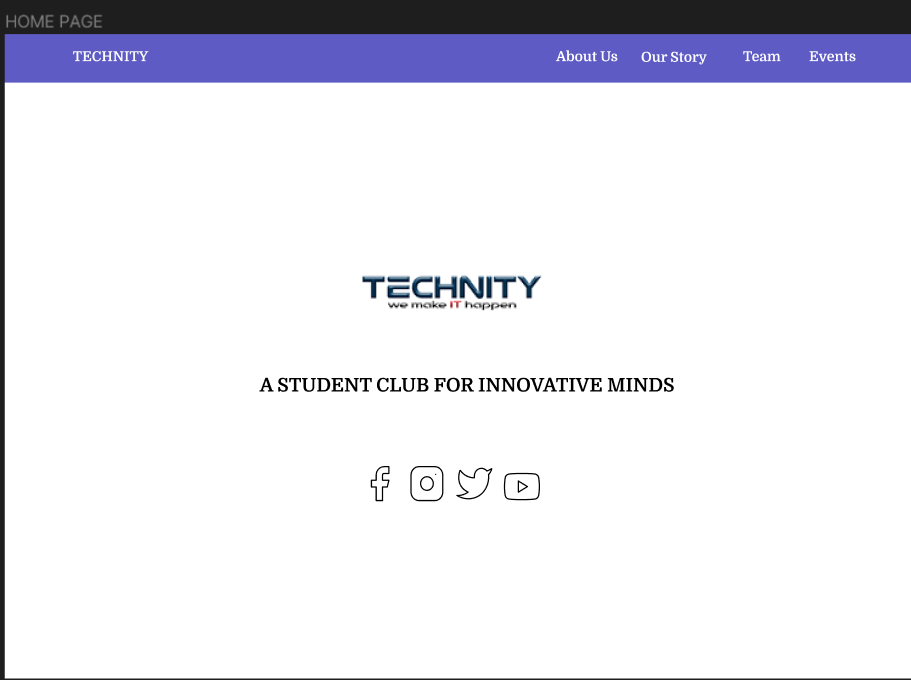 HOME PAGE
TECHNITY About Us Our Story Team Events
TECHNITY
we make IT happen
A STUDENT CLUB FOR INNOVATIVE MINDS